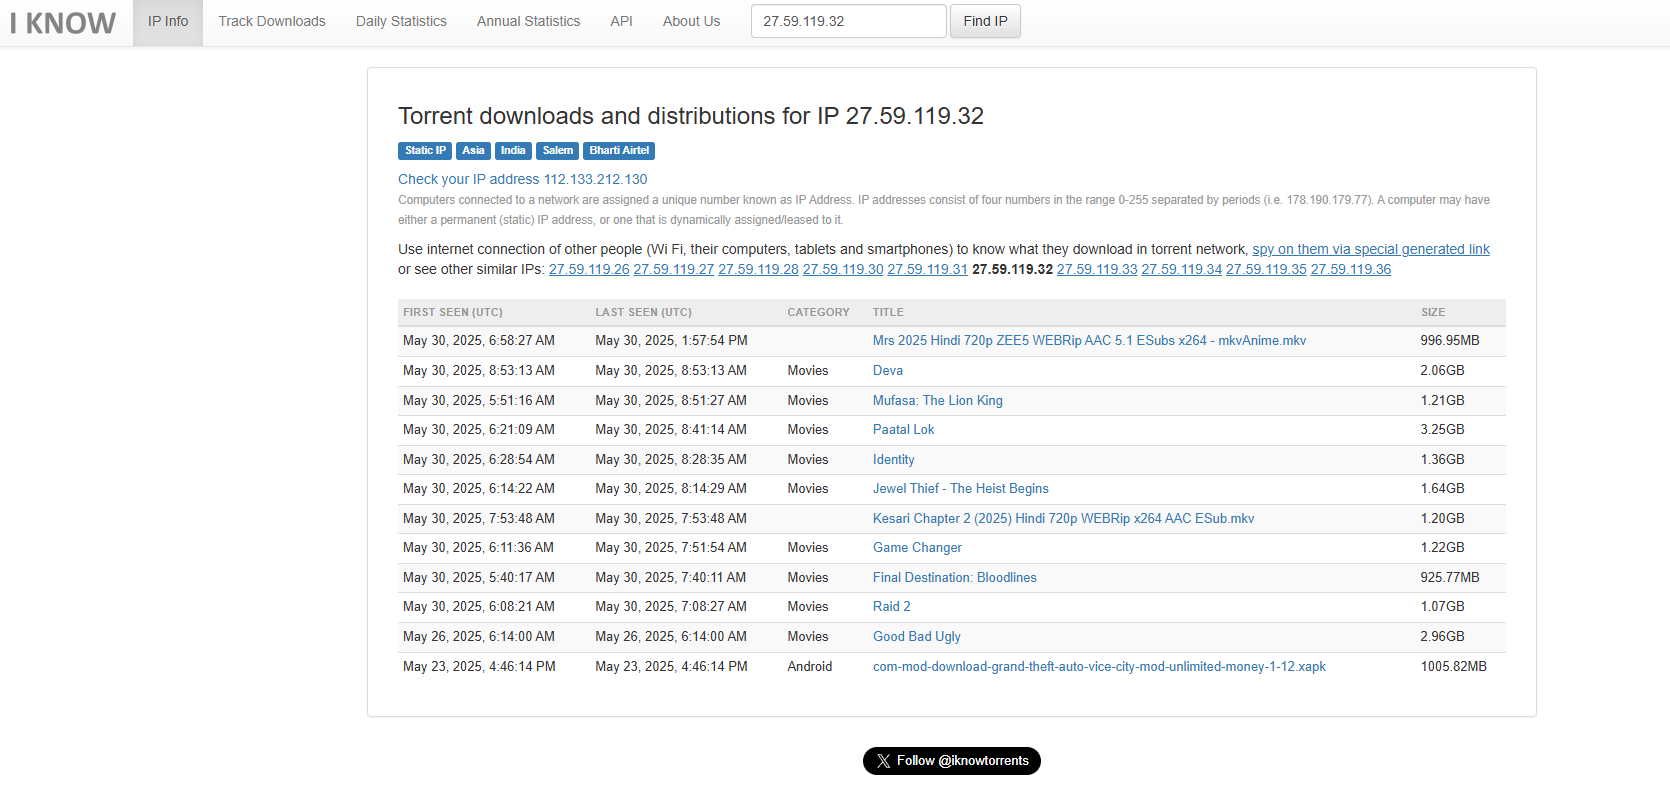 I KNOW IP Info Track Downloads Daily Statistics Annual Statistics API About Us 27.59.119.32 Find IP
Torrent downloads and distributions for IP 27.59.119.32
Static IP Asia India Salem Bharti Airtel
Check your IP address 112.133.212.130
Computers connected to a network are assigned a unique number known as IP Address. IP addresses consist of four numbers in the range 0-255 separated by periods (i.e. 178.190.179.77). A computer may have
either a permanent (static) IP address, or one that is dynamically assigned/leased to it.
Use internet connection of other people (Wi Fi, their computers, tablets and smartphones) to know what they download in torrent network, spy on them via special generated link
or see other similar IPs: 27.59.119.26 27.59.119.27 27.59.119.28 27.59.119.30 27.59.119.31 27.59.119.32 27.59.119.33 27.59.119.34 27.59.119.35 27.59.119.36
FIRST SEEN (UTC) LAST SEEN (UTC) CATEGORY TITLE SIZE
May 30, 2025, 6:58:27 AM May 30, 2025, 1:57:54 PM Mrs 2025 Hindi 720p ZEE5 WEBRip AAC 5.1 ESubs x264 - mkvAnime.mkv 996.95MB
May 30, 2025, 8:53:13 AM May 30, 2025, 8:53:13 AM Movies Deva 2.06GB
May 30, 2025, 5:51:16 AM May 30, 2025, 8:51:27 AM Movies Mufasa: The Lion King 1.21GB
May 30, 2025, 6:21:09 AM May 30, 2025, 8:41:14 AM Movies Paatal Lok 3.25GB
May 30, 2025, 6:28:54 AM May 30, 2025, 8:28:35 AM Movies Identity 1.36GB
May 30, 2025, 6:14:22 AM May 30, 2025, 8:14:29 AM Movies Jewel Thief - The Heist Begins 1.64GB
May 30, 2025, 7:53:48 AM May 30, 2025, 7:53:48 AM Kesari Chapter 2 (2025) Hindi 720p WEBRip x264 AAC ESub.mkv 1.20GB
May 30, 2025, 6:11:36 AM May 30, 2025, 7:51:54 AM Movies Game Changer 1.22GB
May 30, 2025, 5:40:17 AM May 30, 2025, 7:40:11 AM Movies Final Destination: Bloodlines 925.77MB
May 30, 2025, 6:08:21 AM May 30, 2025, 7:08:27 AM Movies Raid 2 1.07GB
May 26, 2025, 6:14:00 AM May 26, 2025, 6:14:00 AM Movies Good Bad Ugly 2.96GB
May 23, 2025, 4:46:14 PM May 23, 2025, 4:46:14 PM Android com-mod-download-grand-theft-auto-vice-city-mod-unlimited-money-1-12.xapk 1005.82MB
Follow @iknowtorrents